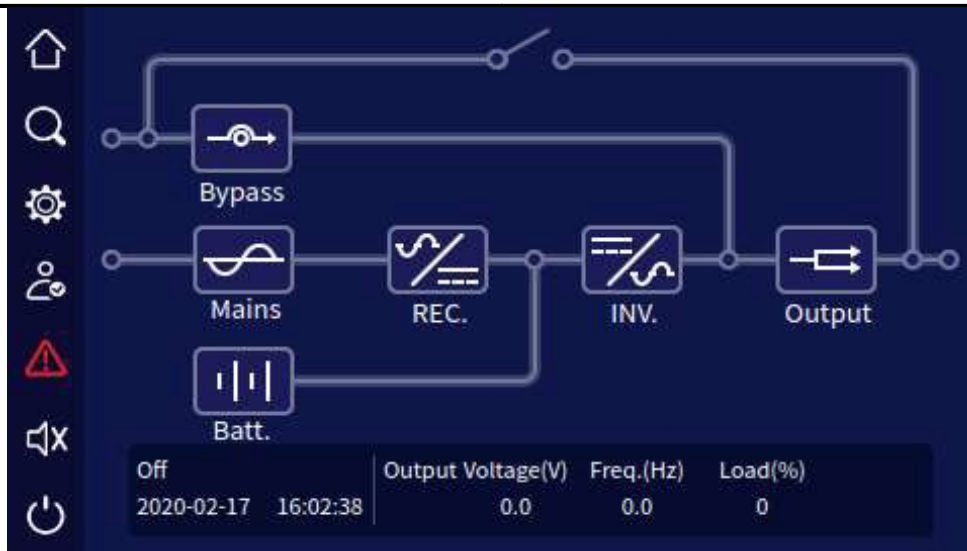 Bypass
Mains
REC.
INV.
Output
Batt.
Off
Output Voltage(V) Freq.(Hz) Load(%)
2020-02-17 16:02:38 0.0 0.0 0